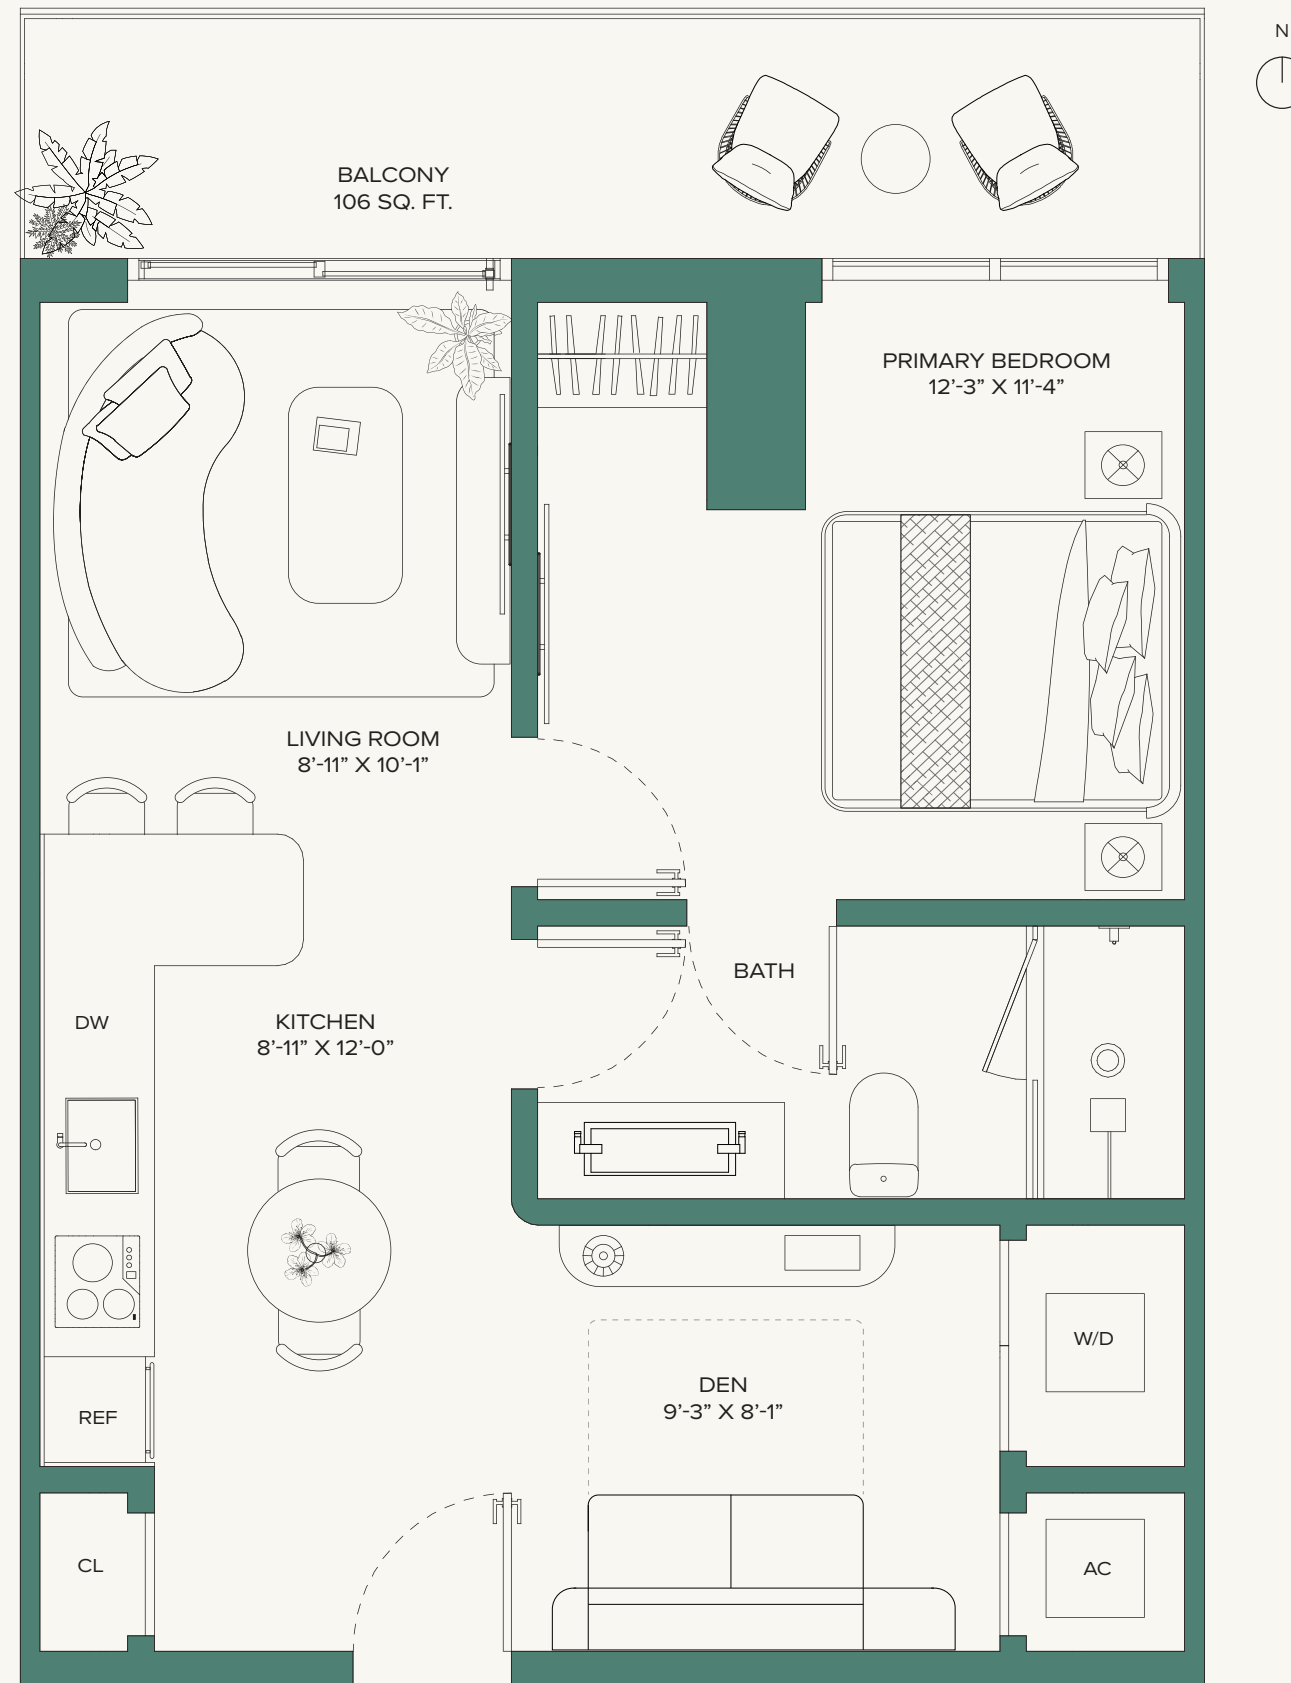 N
BALCONY
106 SQ. FT.
PRIMARY BEDROOM
12’-3” X 11’-4”
LIVING ROOM
8’-11” X 10’-1”
BATH
DW
KITCHEN
8’-11” X 12’-0”
W/D
DEN
9’-3” X 8’-1”
REF
CL
AC